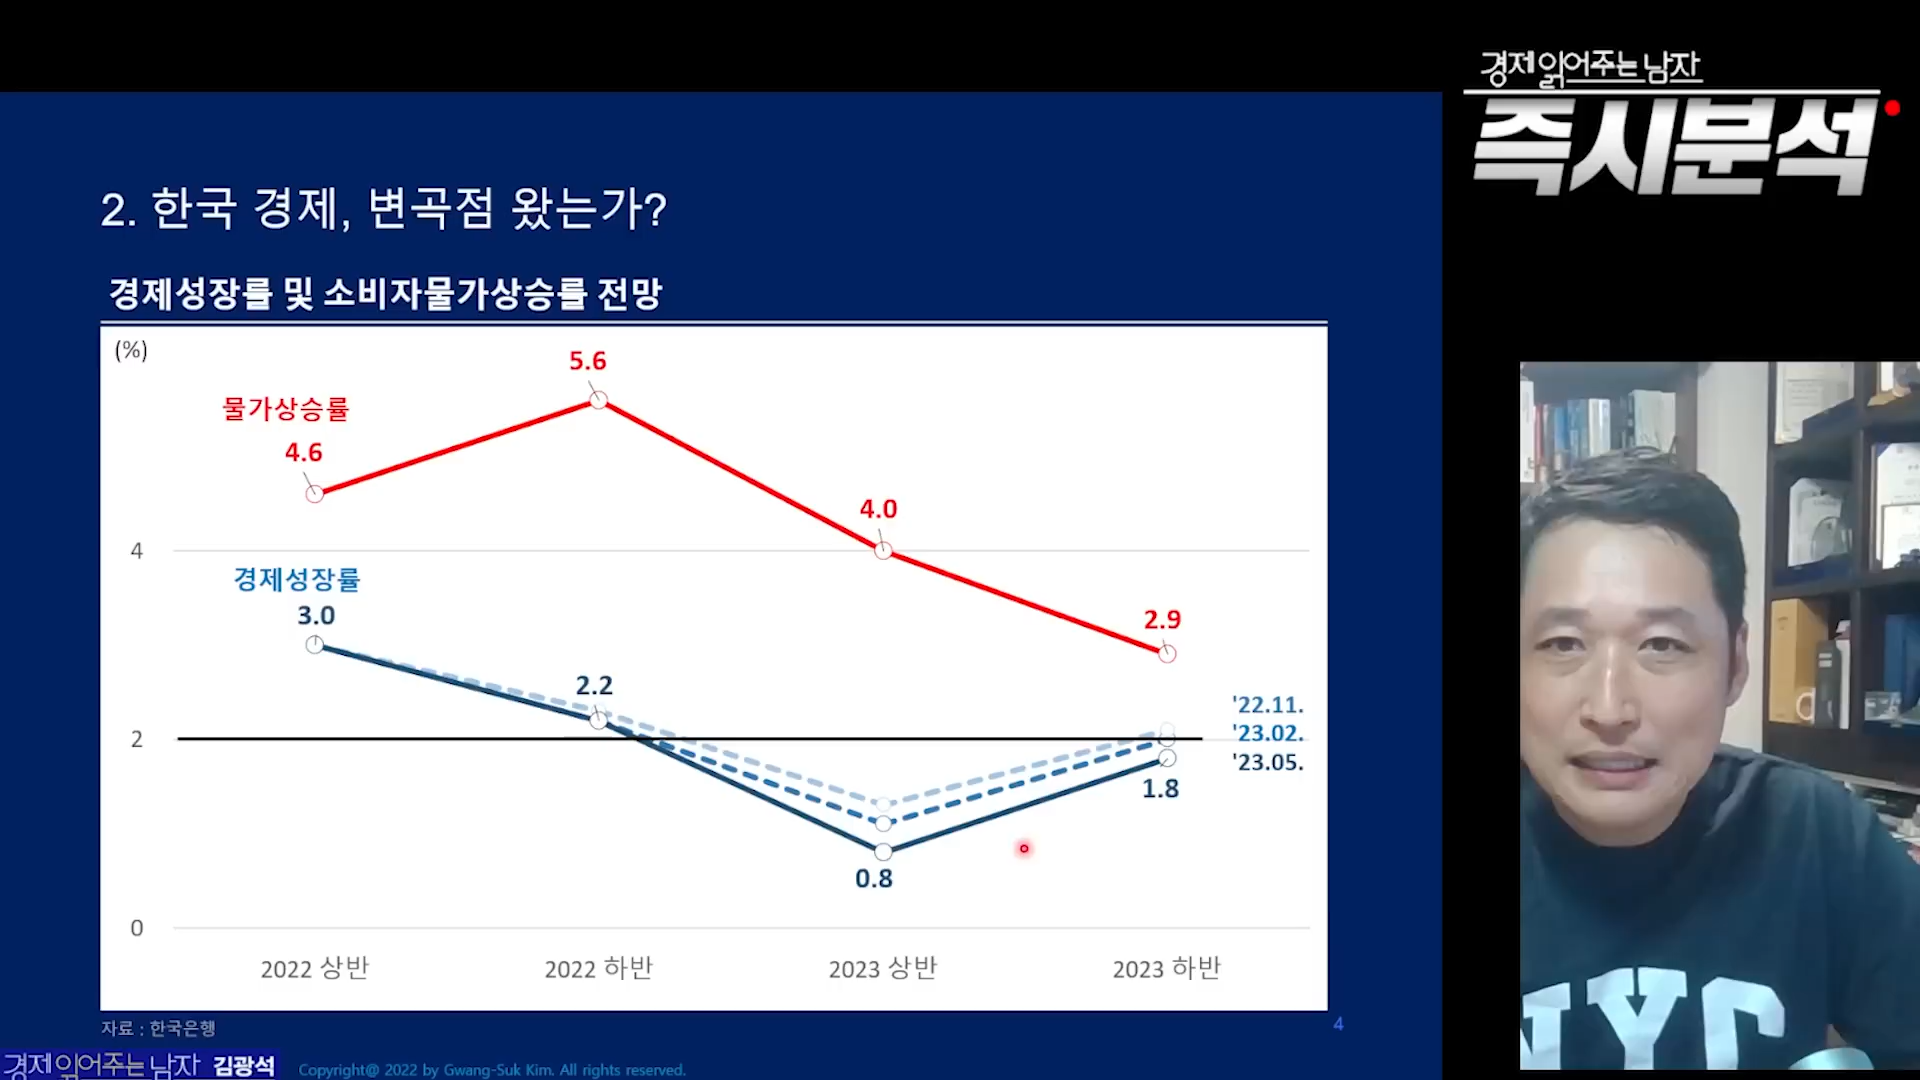 경제 읽어주는 남자
즉시분석
2. 한국 경제, 변곡점 왔는가?
경제성장률 및 소비자물가상승률 전망
(%)
5.6
물가상승률
4.6
4.0
4
경제성장률
3.0
2.9
2.2
'22.11.
'23.02.
2
'23.05.
1.8
0.8
0
2022 상반
2022 하반
2023 상반
2023 하반
자료 : 한국은행
4
경제 읽어주는 남자 김광석
Copyright@ 2022 by Gwang-Suk Kim. All rights reserved.
NYC